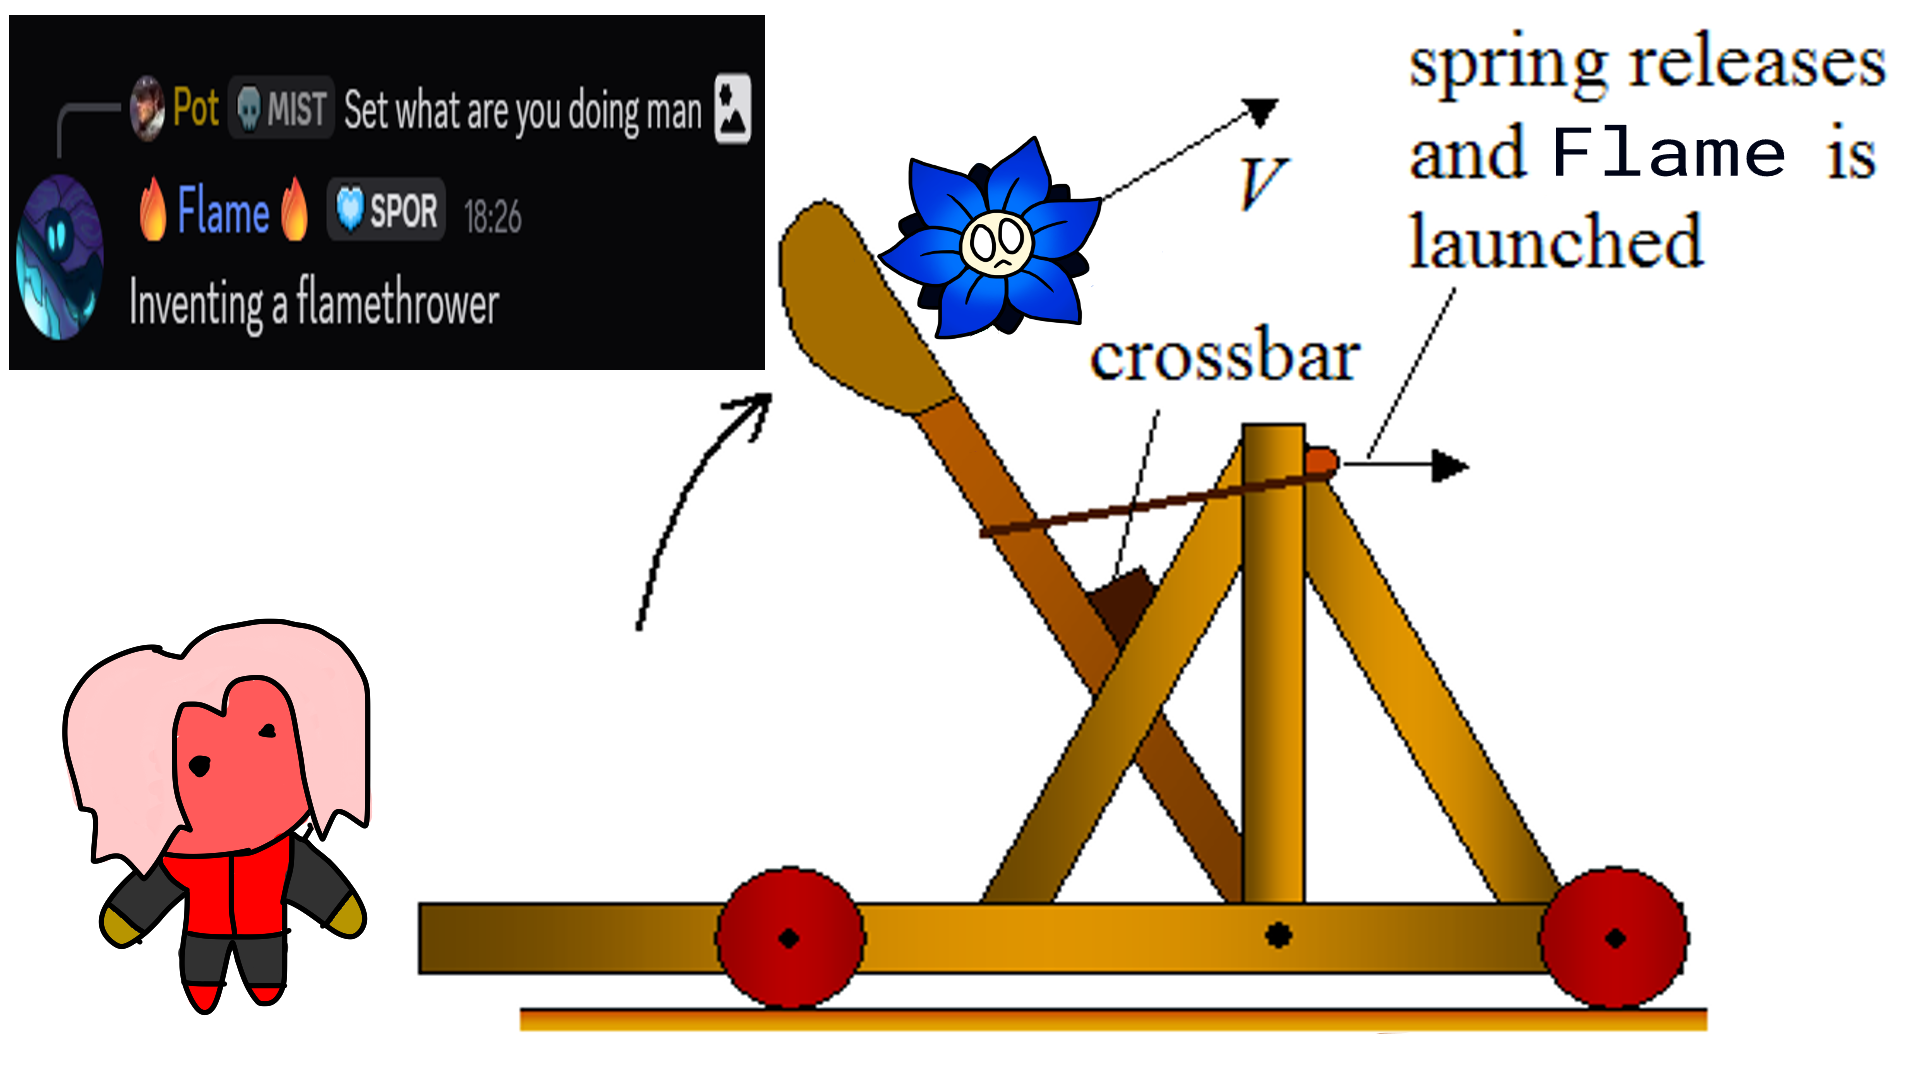 Pot MIST Set what are you doing man
🔥 Flame 🔥 SPOR 18:26
Inventing a flamethrower
V
spring releases
and Flame is
launched
crossbar